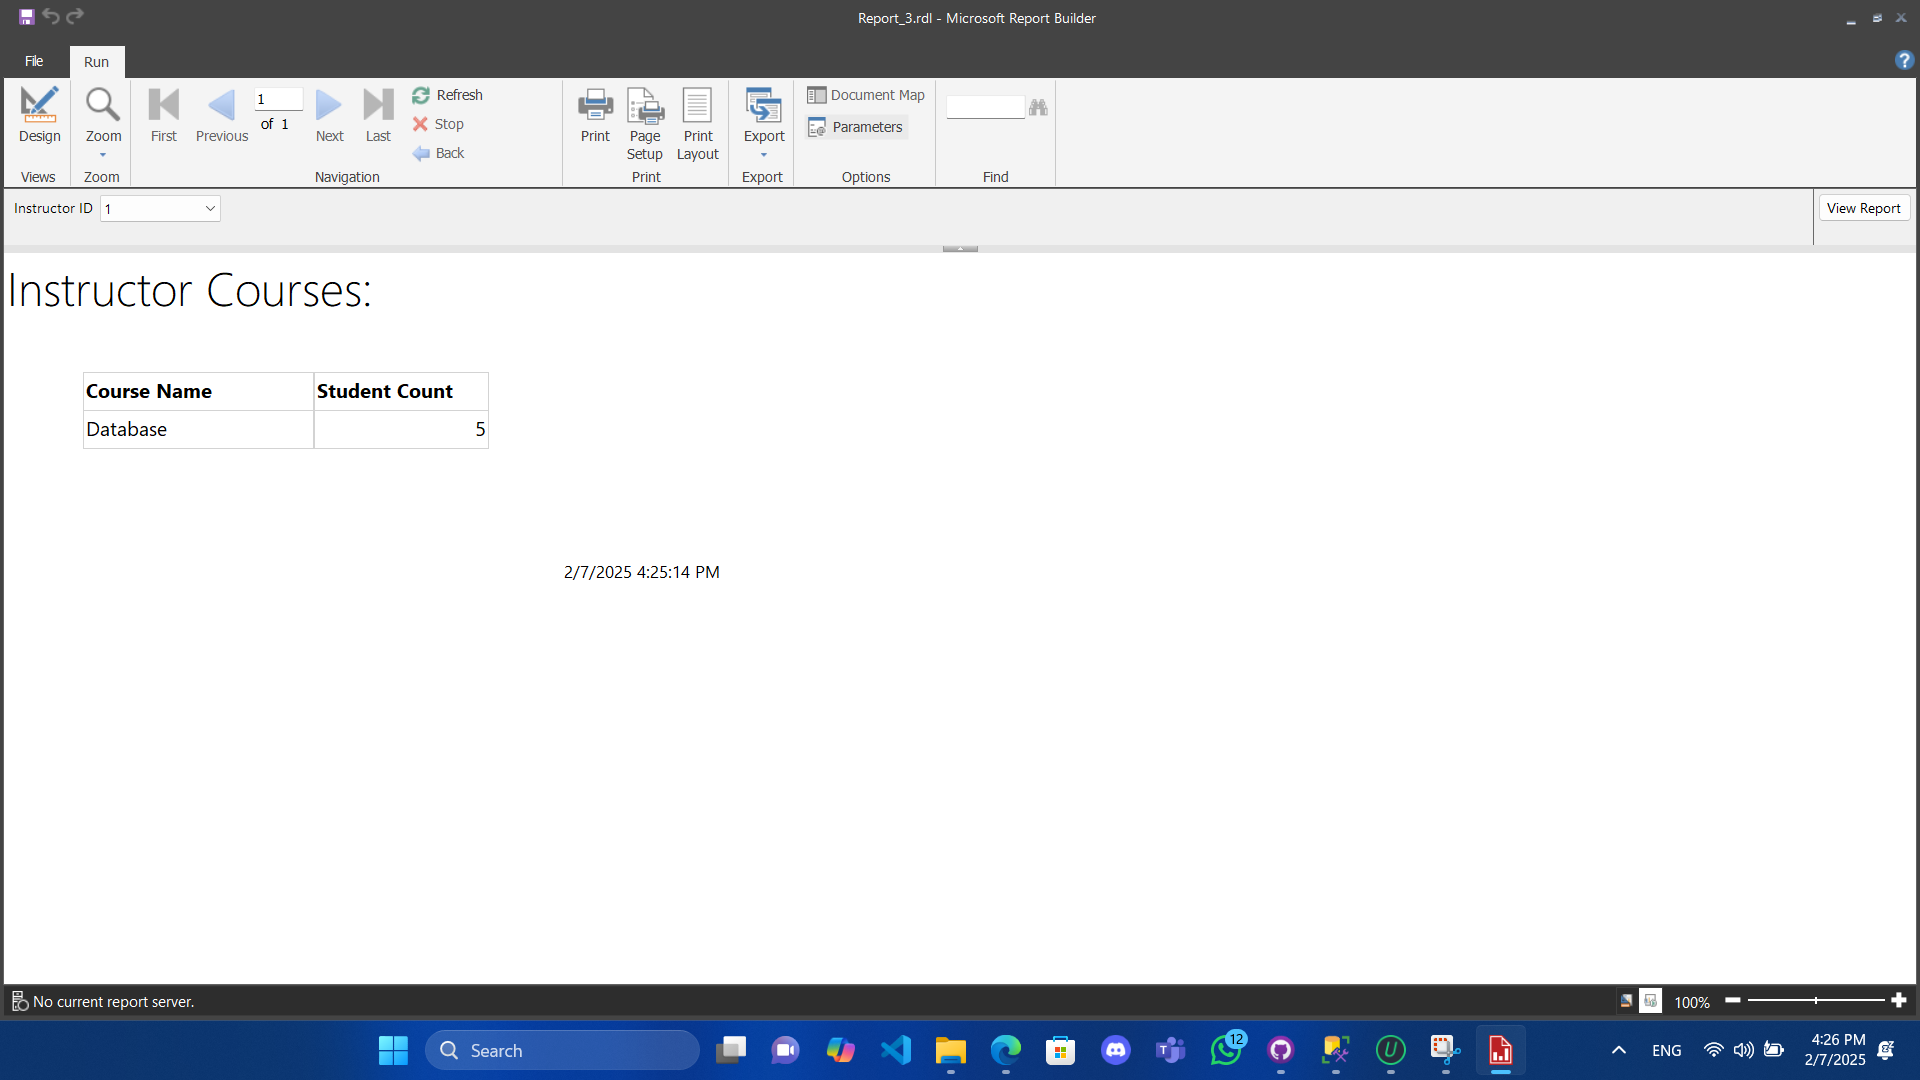 Report_3.rdl - Microsoft Report Builder
File
Run
?
Design
Views
Zoom
Zoom
First
Previous
1
of 1
Next
Last
Refresh
Stop
Back
Navigation
Print
Page
Setup
Print
Layout
Print
Export
Export
Document Map
Parameters
Options
Find
Instructor ID
1
View Report
Instructor Courses:
Course Name Student Count
Database 5
2/7/2025 4:25:14 PM
No current report server.
100%
Search
12
ENG
4:26 PM
2/7/2025